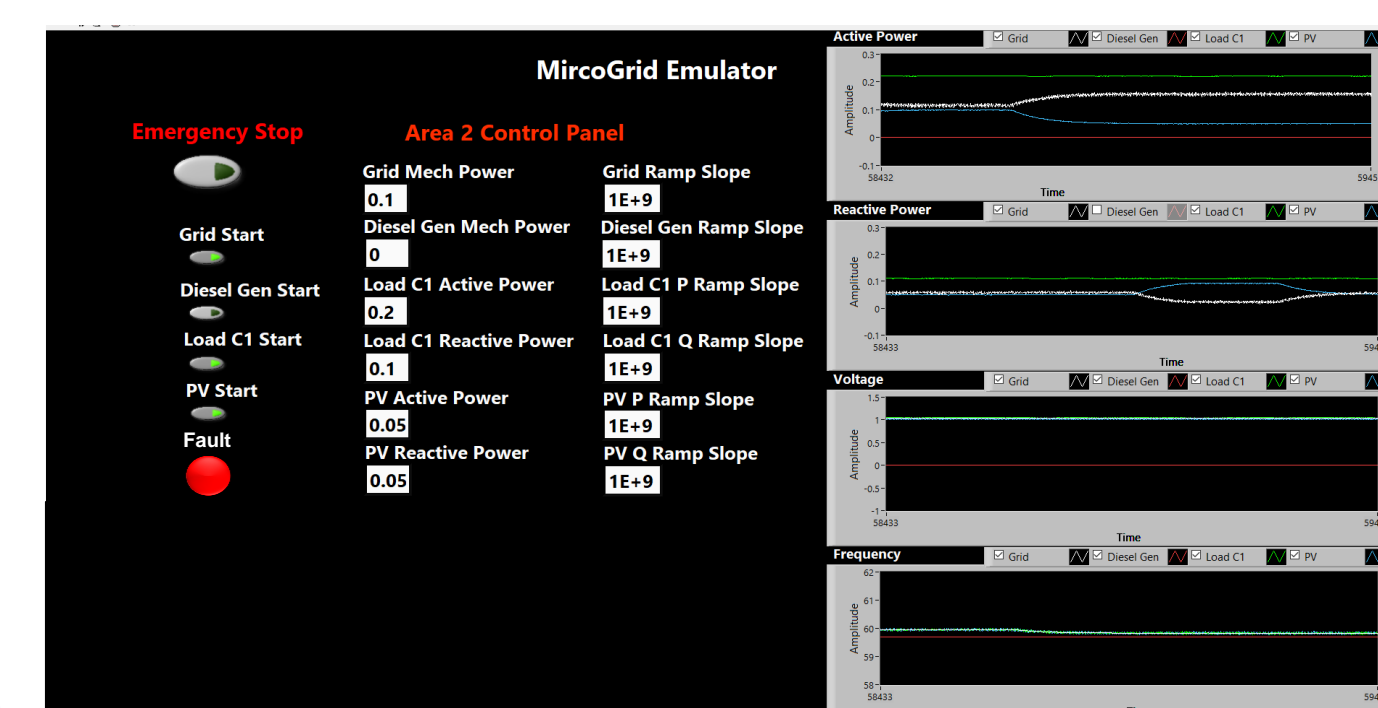 MircoGrid Emulator
Emergency Stop
Area 2 Control Panel
Grid Mech Power
Grid Ramp Slope
0.1
1E+9
Grid Start
Diesel Gen Mech Power
Diesel Gen Ramp Slope
0
1E+9
Diesel Gen Start
Load C1 Active Power
Load C1 P Ramp Slope
0.2
1E+9
Load C1 Start
Load C1 Reactive Power
Load C1 Q Ramp Slope
0.1
1E+9
PV Start
PV Active Power
PV P Ramp Slope
0.05
1E+9
Fault
PV Reactive Power
PV Q Ramp Slope
0.05
1E+9
Active Power
Grid
Diesel Gen
Load C1
PV
0.3
0.2
0.1
0
-0.1
Amplitude
58432
5945
Time
Reactive Power
Grid
Diesel Gen
Load C1
PV
0.3
0.2
0.1
0
-0.1
Amplitude
58433
594
Time
Voltage
Grid
Diesel Gen
Load C1
PV
1.5
1
0.5
0
-0.5
-1
Amplitude
58433
594
Time
Frequency
Grid
Diesel Gen
Load C1
PV
62
61
60
59
58
Amplitude
58433
594